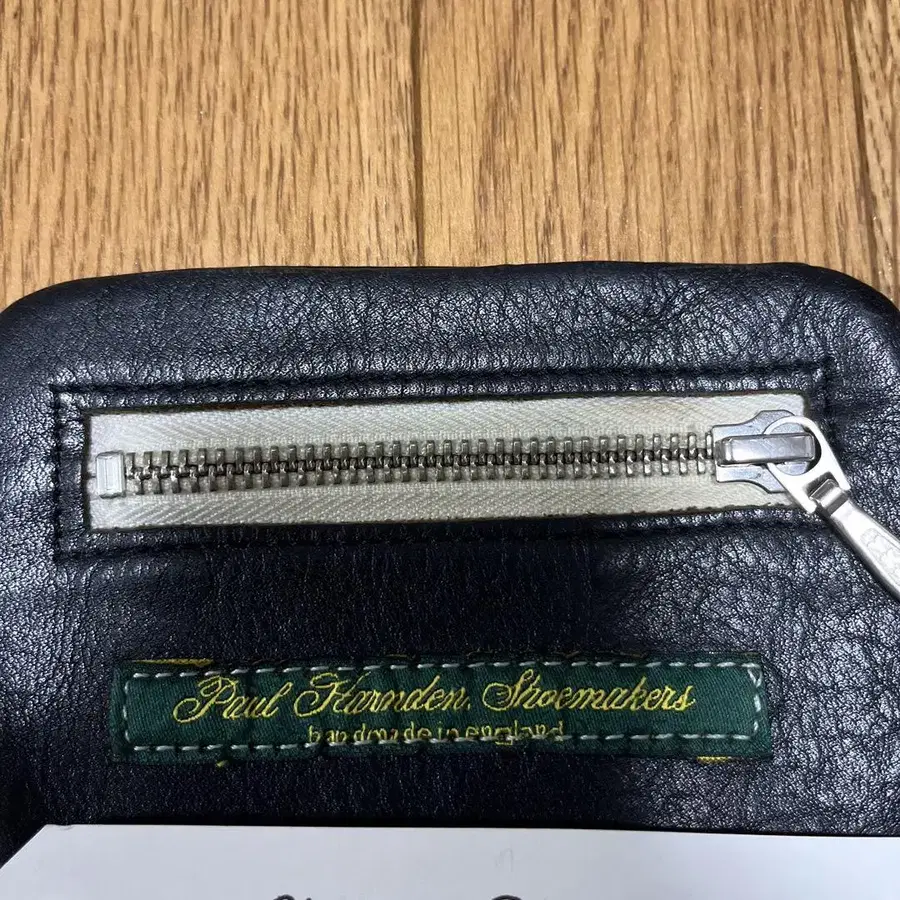 Paul Harnden. Shoemakers
handmade in england